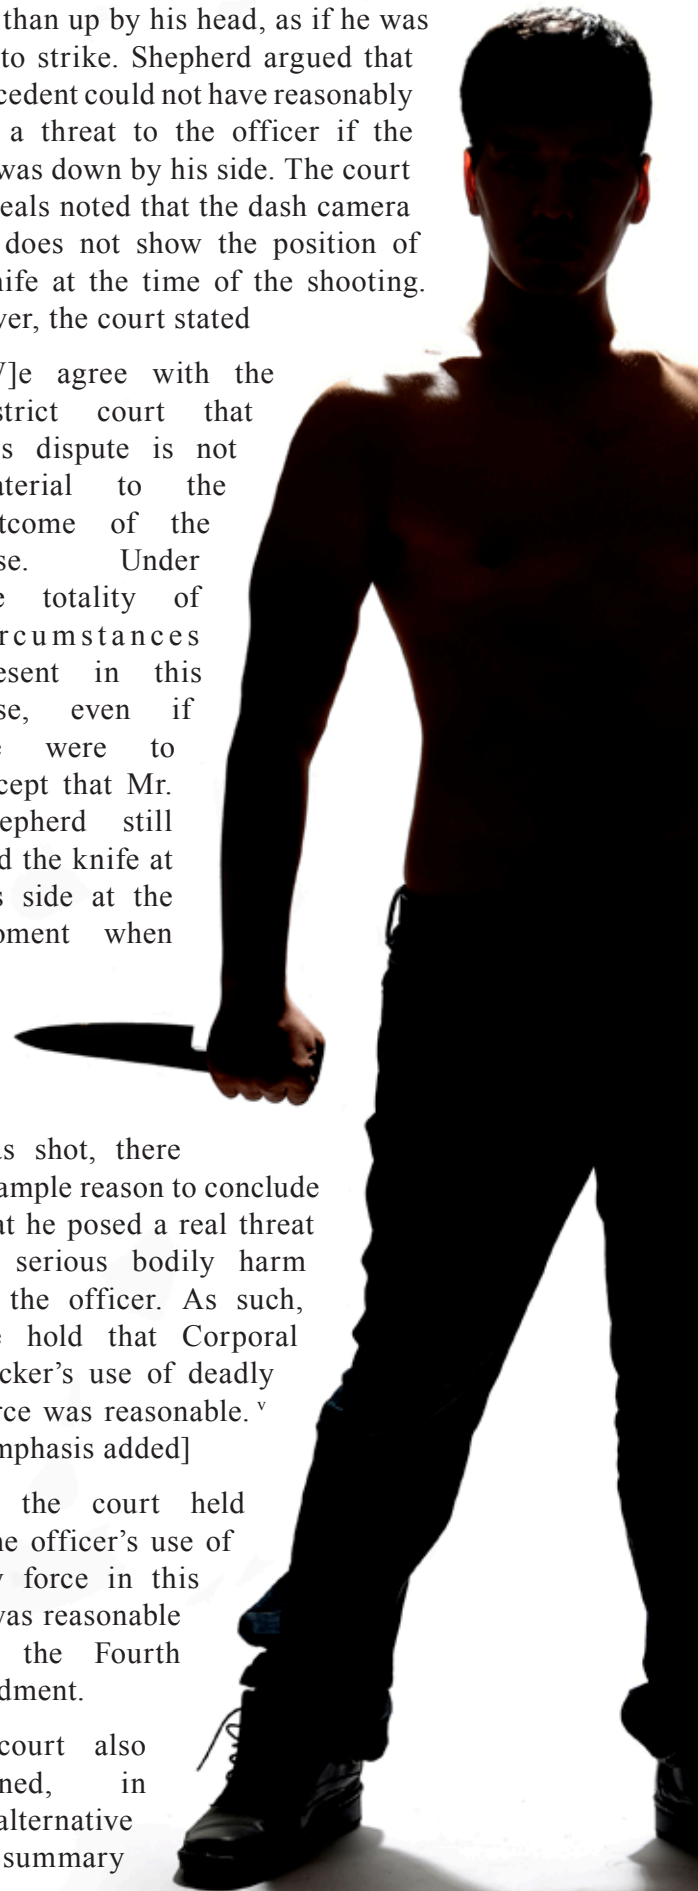 than up by his head, as if he was
to strike. Shepherd argued that
cedent could not have reasonably
a threat to the officer if the
was down by his side. The court
eals noted that the dash camera
does not show the position of
nife at the time of the shooting.
ver, the court stated
]e agree with the
strict court that
s dispute is not
aterial to the
tcome of the
se. Under
e totality of
rcumstances
esent in this
se, even if
e were to
cept that Mr.
epherd still
d the knife at
s side at the
oment when
as shot, there
ample reason to conclude
at he posed a real threat
serious bodily harm
the officer. As such,
e hold that Corporal
cker’s use of deadly
rce was reasonable. v
mphasis added]
the court held
he officer’s use of
y force in this
was reasonable
the Fourth
dment.
court also
ned, in
alternative
summary